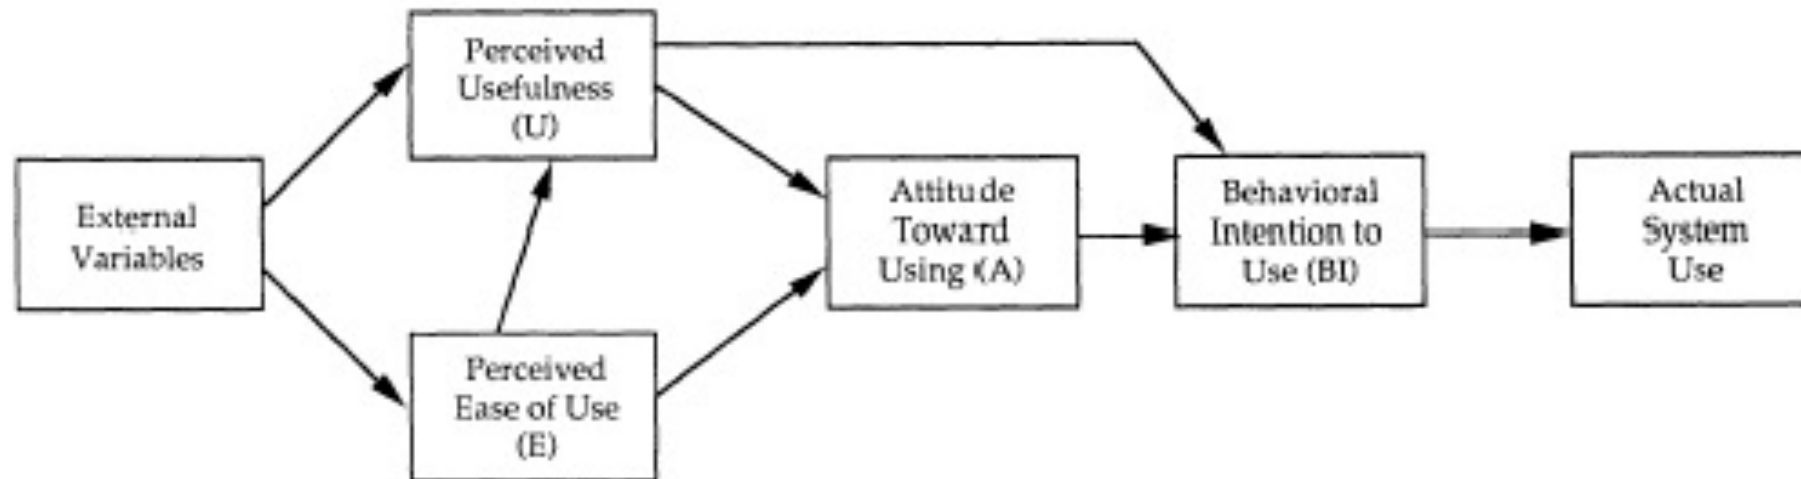 Perceived
Usefulness
(U)
External
Variables
Perceived
Ease of Use
(E)
Attitude
Toward
Using (A)
Behavioral
Intention to
Use (BI)
Actual
System
Use